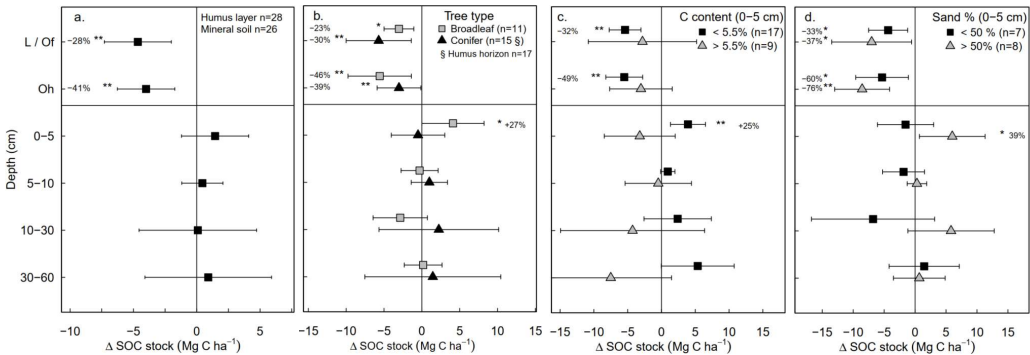 a.
Humus layer n=28
Mineral soil n=26
L / Of
−28% **
Oh
−41% **
0−5
5−10
10−30
30−60
Depth (cm)
−10 −5 0 5
Δ SOC stock (Mg C ha⁻¹)
b.
Tree type
Broadleaf (n=11)
Conifer (n=15 §)
§ Humus horizon n=17
−23% *
−30% **
−46% **
−39% **
* +27%
−10 −5 0 5 10 15
Δ SOC stock (Mg C ha⁻¹)
c.
C content (0−5 cm)
< 5.5% (n=17)
> 5.5% (n=9)
−32% **
−49% **
** +25%
−15 −10 −5 0 5 10 15
Δ SOC stock (Mg C ha⁻¹)
d.
Sand % (0−5 cm)
< 50 % (n=7)
> 50% (n=8)
−33% *
−37% *
−60% *
−76% **
* 39%
−15 −10 −5 0 5 10 15
Δ SOC stock (Mg C ha⁻¹)